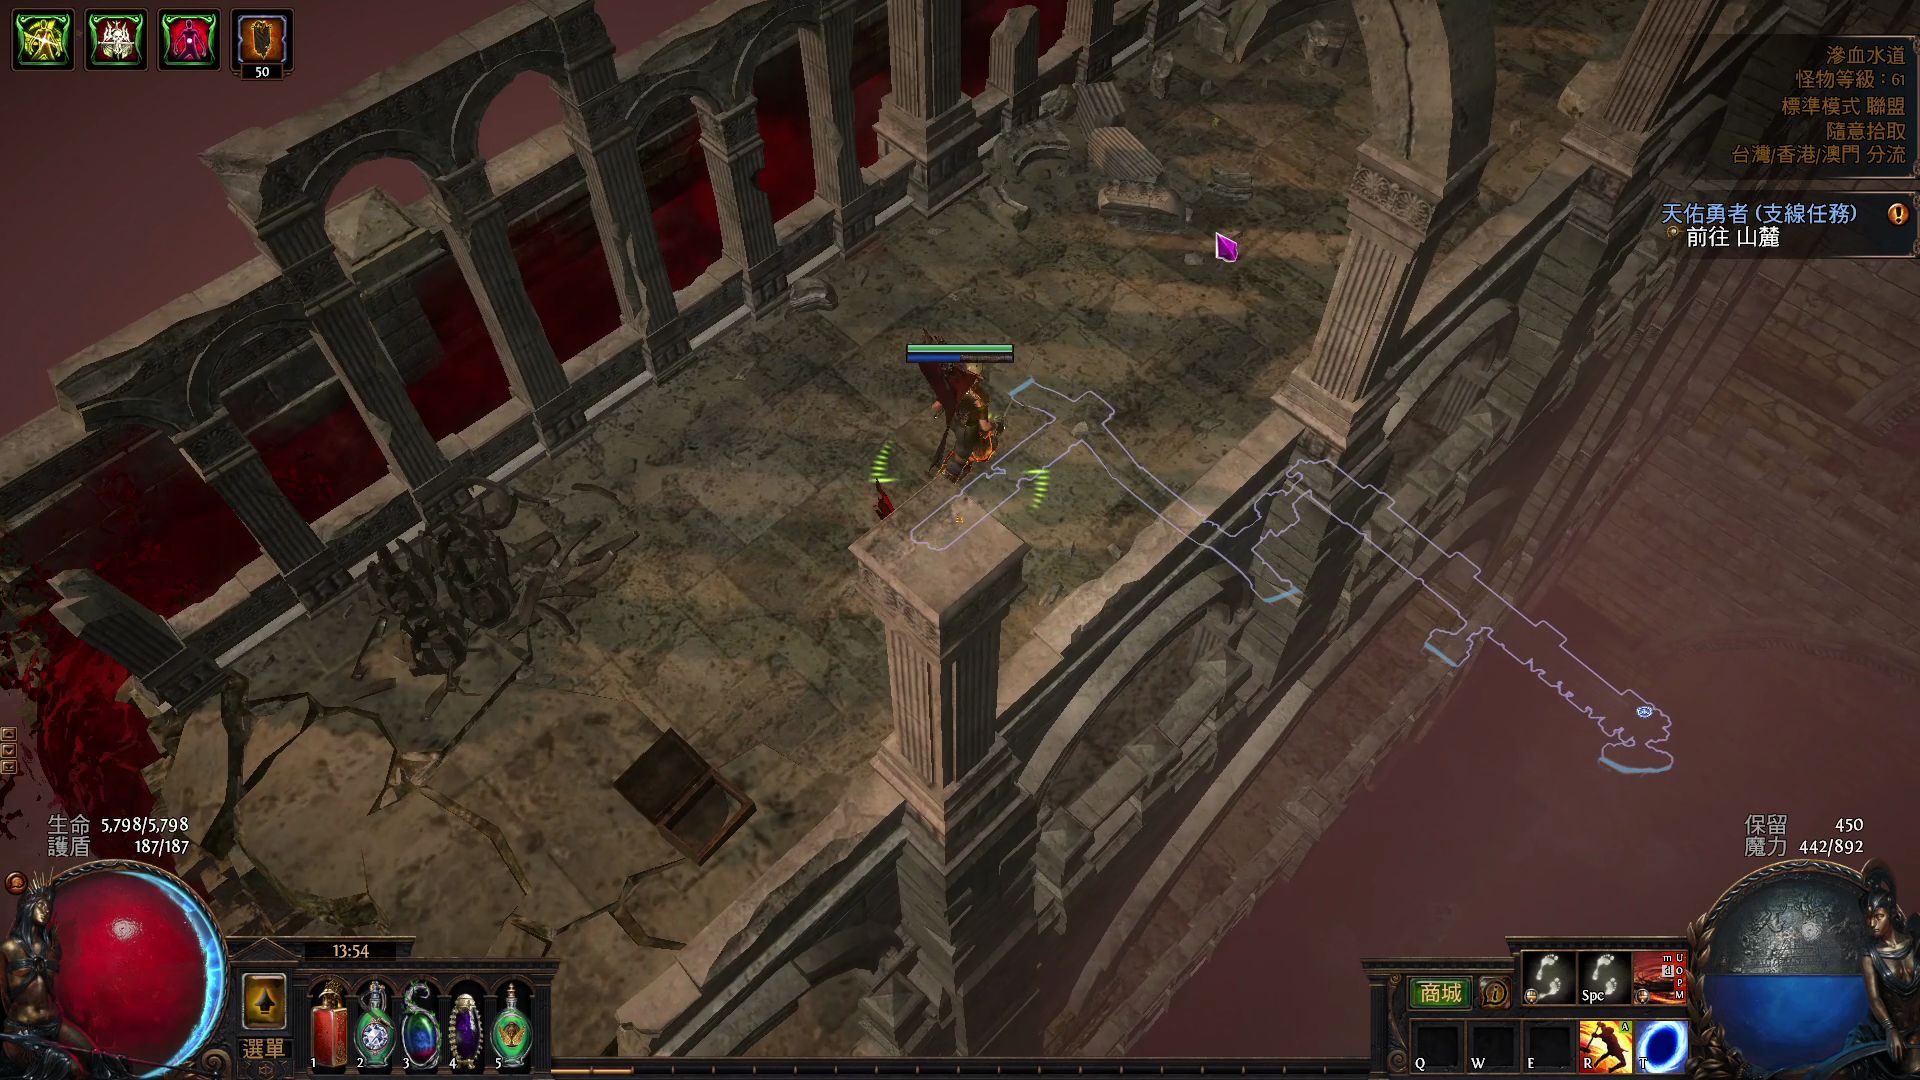 50
滲血水道
怪物等級：61
標準模式 聯盟
隨意拾取
台灣/香港/澳門 分流
天佑勇者 (支線任務)
前往 山麓
生命 5,798/5,798
護盾 187/187
保留 450
魔力 442/892
13:54
選單
1 2 3 4 5
商城
Spc
m U
d O
P
M
Q W E R A T